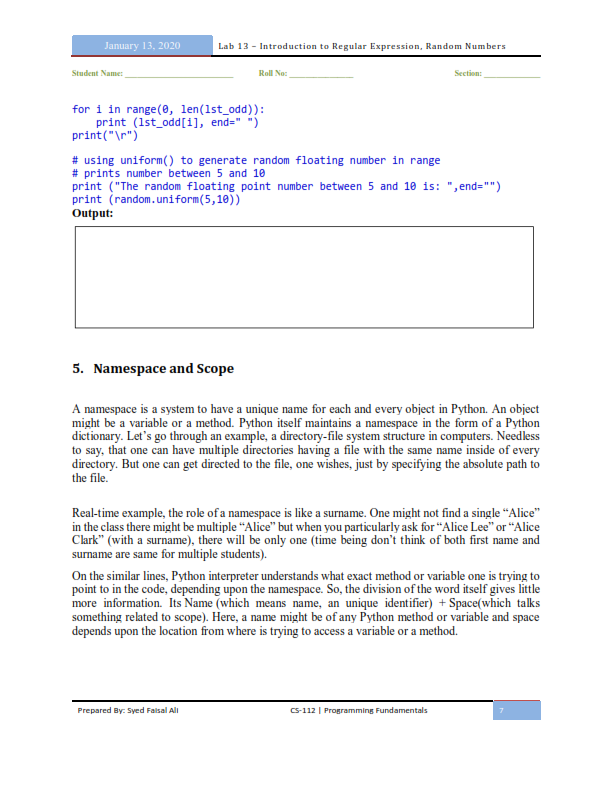 January 13, 2020 Lab 13 – Introduction to Regular Expression, Random Numbers
Student Name: ________________________ Roll No: ______________ Section: ____________
for i in range(0, len(lst_odd)):
    print (lst_odd[i], end=" ")
print("\r")
# using uniform() to generate random floating number in range
# prints number between 5 and 10
print ("The random floating point number between 5 and 10 is: ",end="")
print (random.uniform(5,10))
Output:
5. Namespace and Scope
A namespace is a system to have a unique name for each and every object in Python. An object
might be a variable or a method. Python itself maintains a namespace in the form of a Python
dictionary. Let’s go through an example, a directory-file system structure in computers. Needless
to say, that one can have multiple directories having a file with the same name inside of every
directory. But one can get directed to the file, one wishes, just by specifying the absolute path to
the file.
Real-time example, the role of a namespace is like a surname. One might not find a single “Alice”
in the class there might be multiple “Alice” but when you particularly ask for “Alice Lee” or “Alice
Clark” (with a surname), there will be only one (time being don’t think of both first name and
surname are same for multiple students).
On the similar lines, Python interpreter understands what exact method or variable one is trying to
point to in the code, depending upon the namespace. So, the division of the word itself gives little
more information. Its Name (which means name, an unique identifier) + Space(which talks
something related to scope). Here, a name might be of any Python method or variable and space
depends upon the location from where is trying to access a variable or a method.
Prepared By: Syed Faisal Ali CS-112 | Programming Fundamentals 7